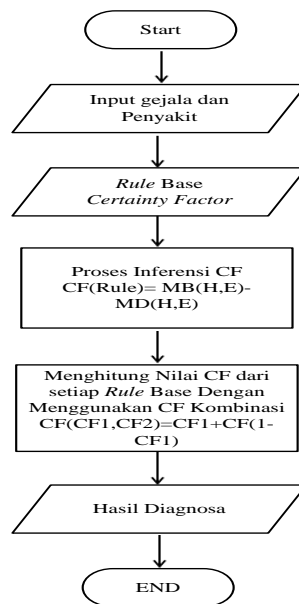 Start
Input gejala dan
Penyakit
Rule Base
Certainty Factor
Proses Inferensi CF
CF(Rule)= MB(H,E)-
MD(H,E)
Menghitung Nilai CF dari
setiap Rule Base Dengan
Menggunakan CF Kombinasi
CF(CF1,CF2)=CF1+CF(1-
CF1)
Hasil Diagnosa
END